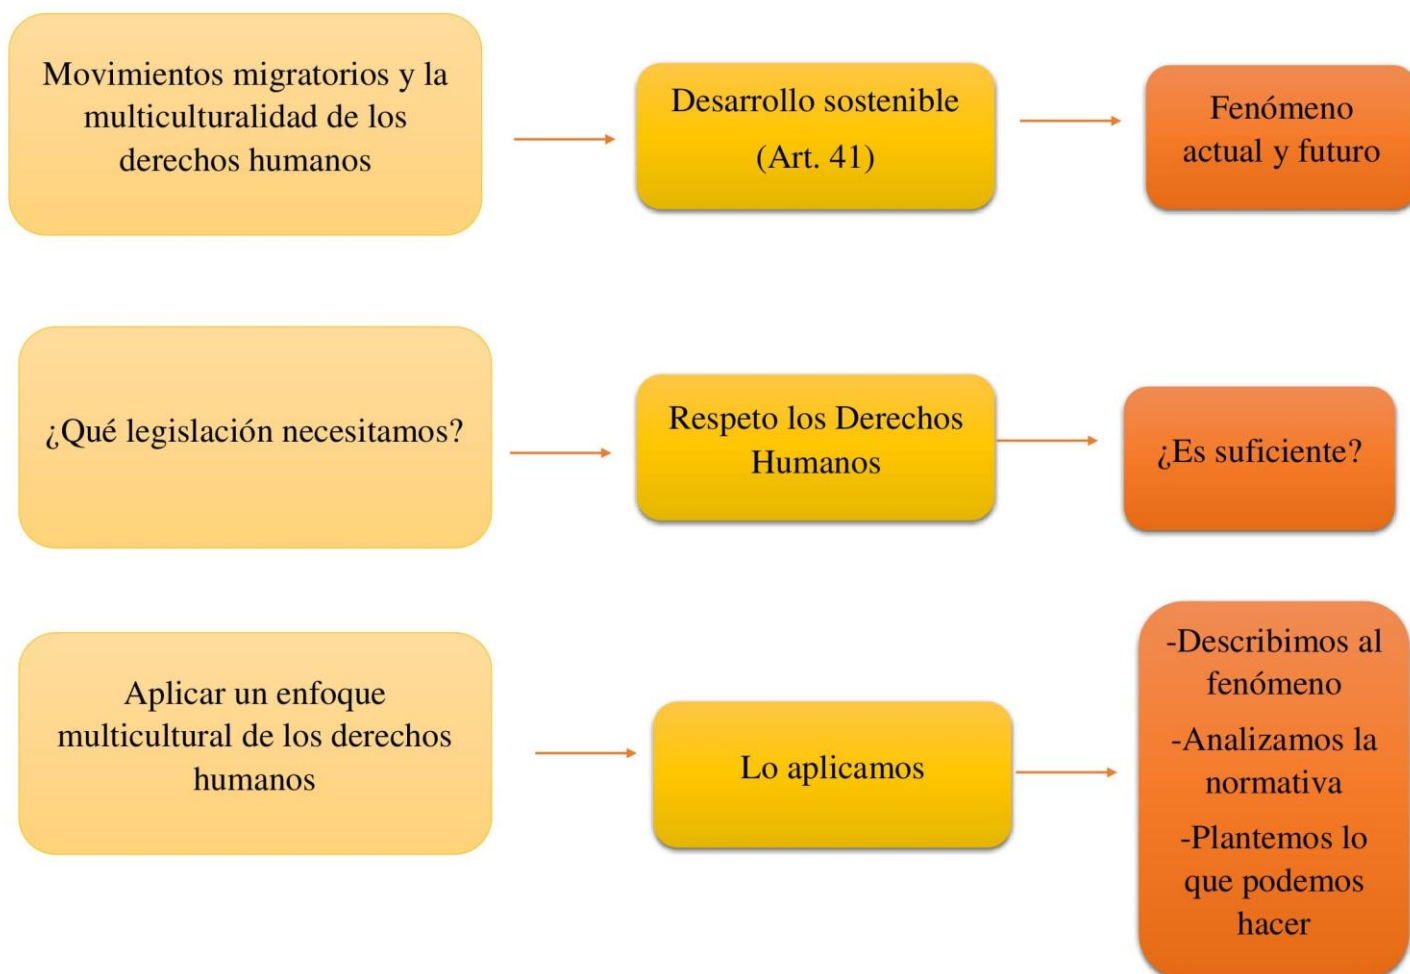 Movimientos migratorios y la
multiculturalidad de los
derechos humanos
Desarrollo sostenible
(Art. 41)
Fenómeno
actual y futuro
¿Qué legislación necesitamos?
Respeto los Derechos
Humanos
¿Es suficiente?
Aplicar un enfoque
multicultural de los derechos
humanos
Lo aplicamos
-Describimos al
fenómeno
-Analizamos la
normativa
-Plantemos lo
que podemos
hacer